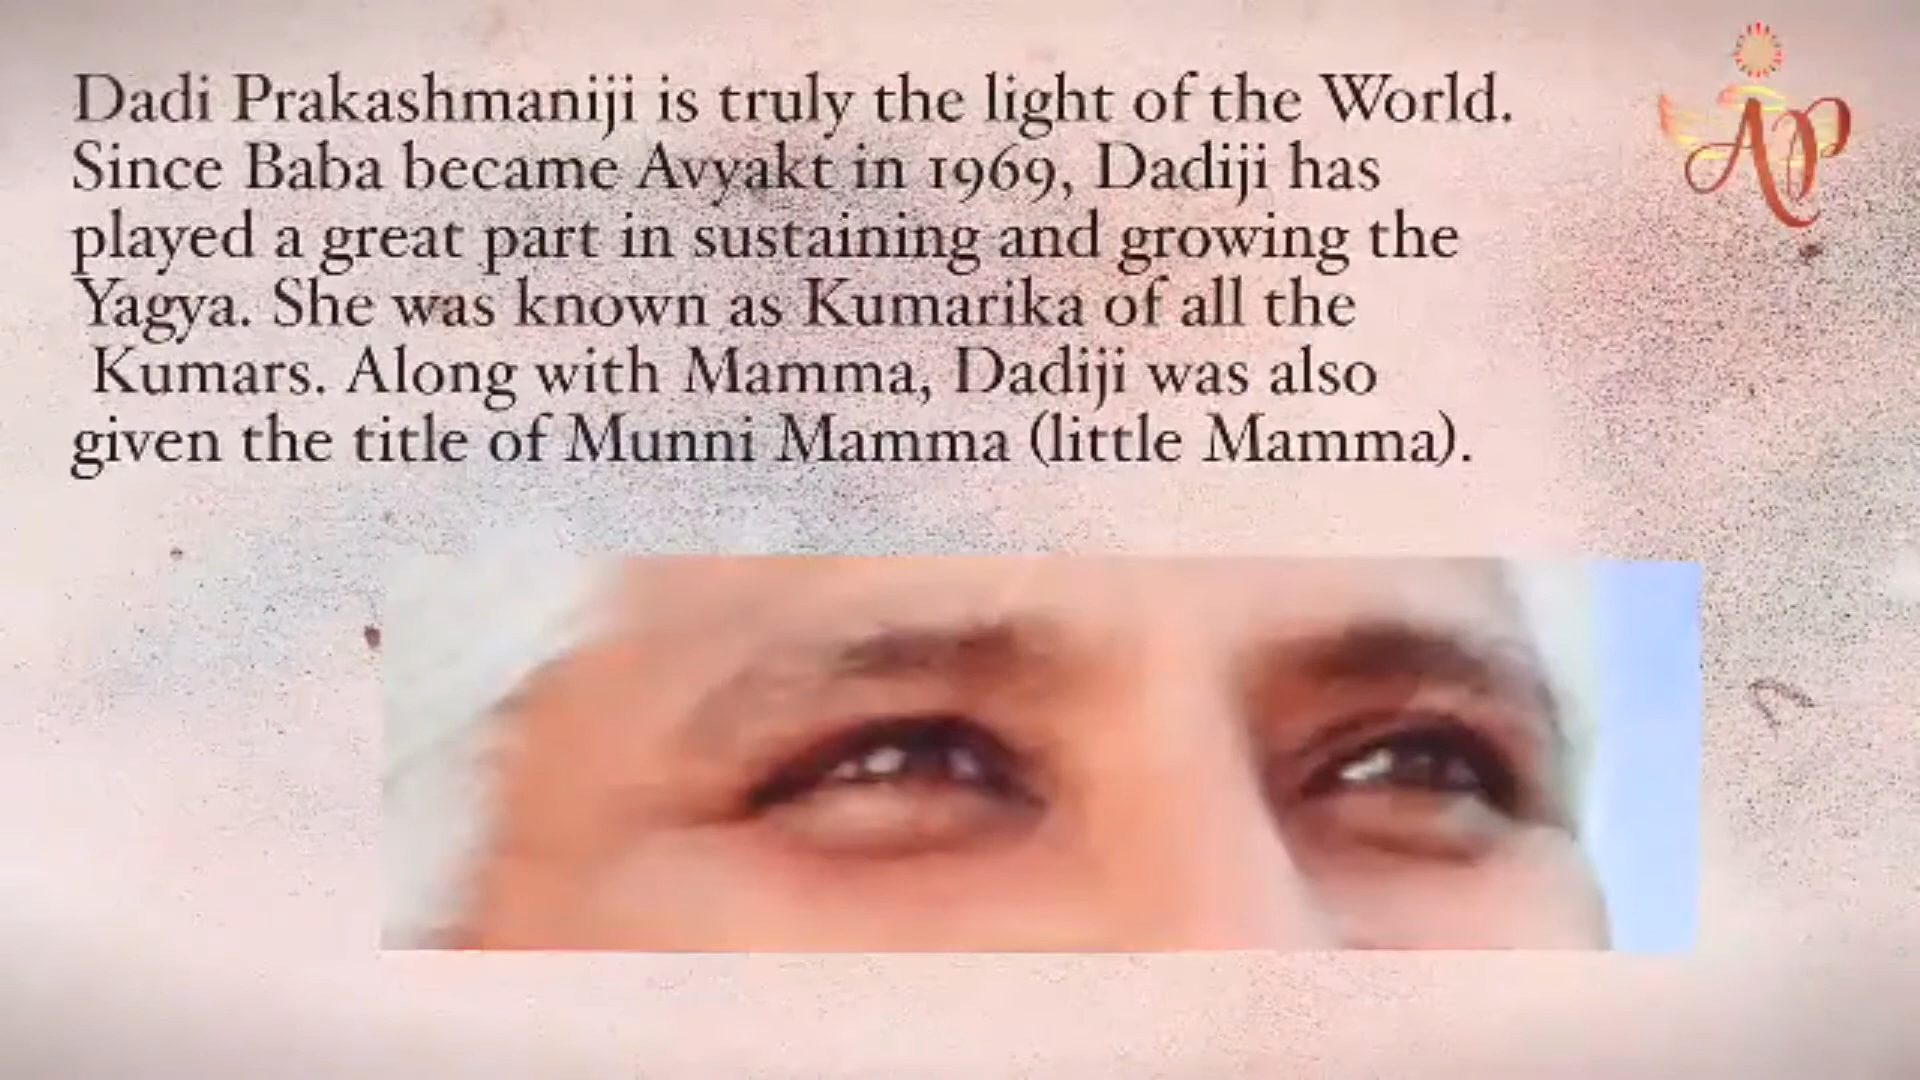 Dadi Prakashmaniji is truly the light of the World.
Since Baba became Avyakt in 1969, Dadiji has
played a great part in sustaining and growing the
Yagya. She was known as Kumarika of all the
Kumars. Along with Mamma, Dadiji was also
given the title of Munni Mamma (little Mamma).
AP